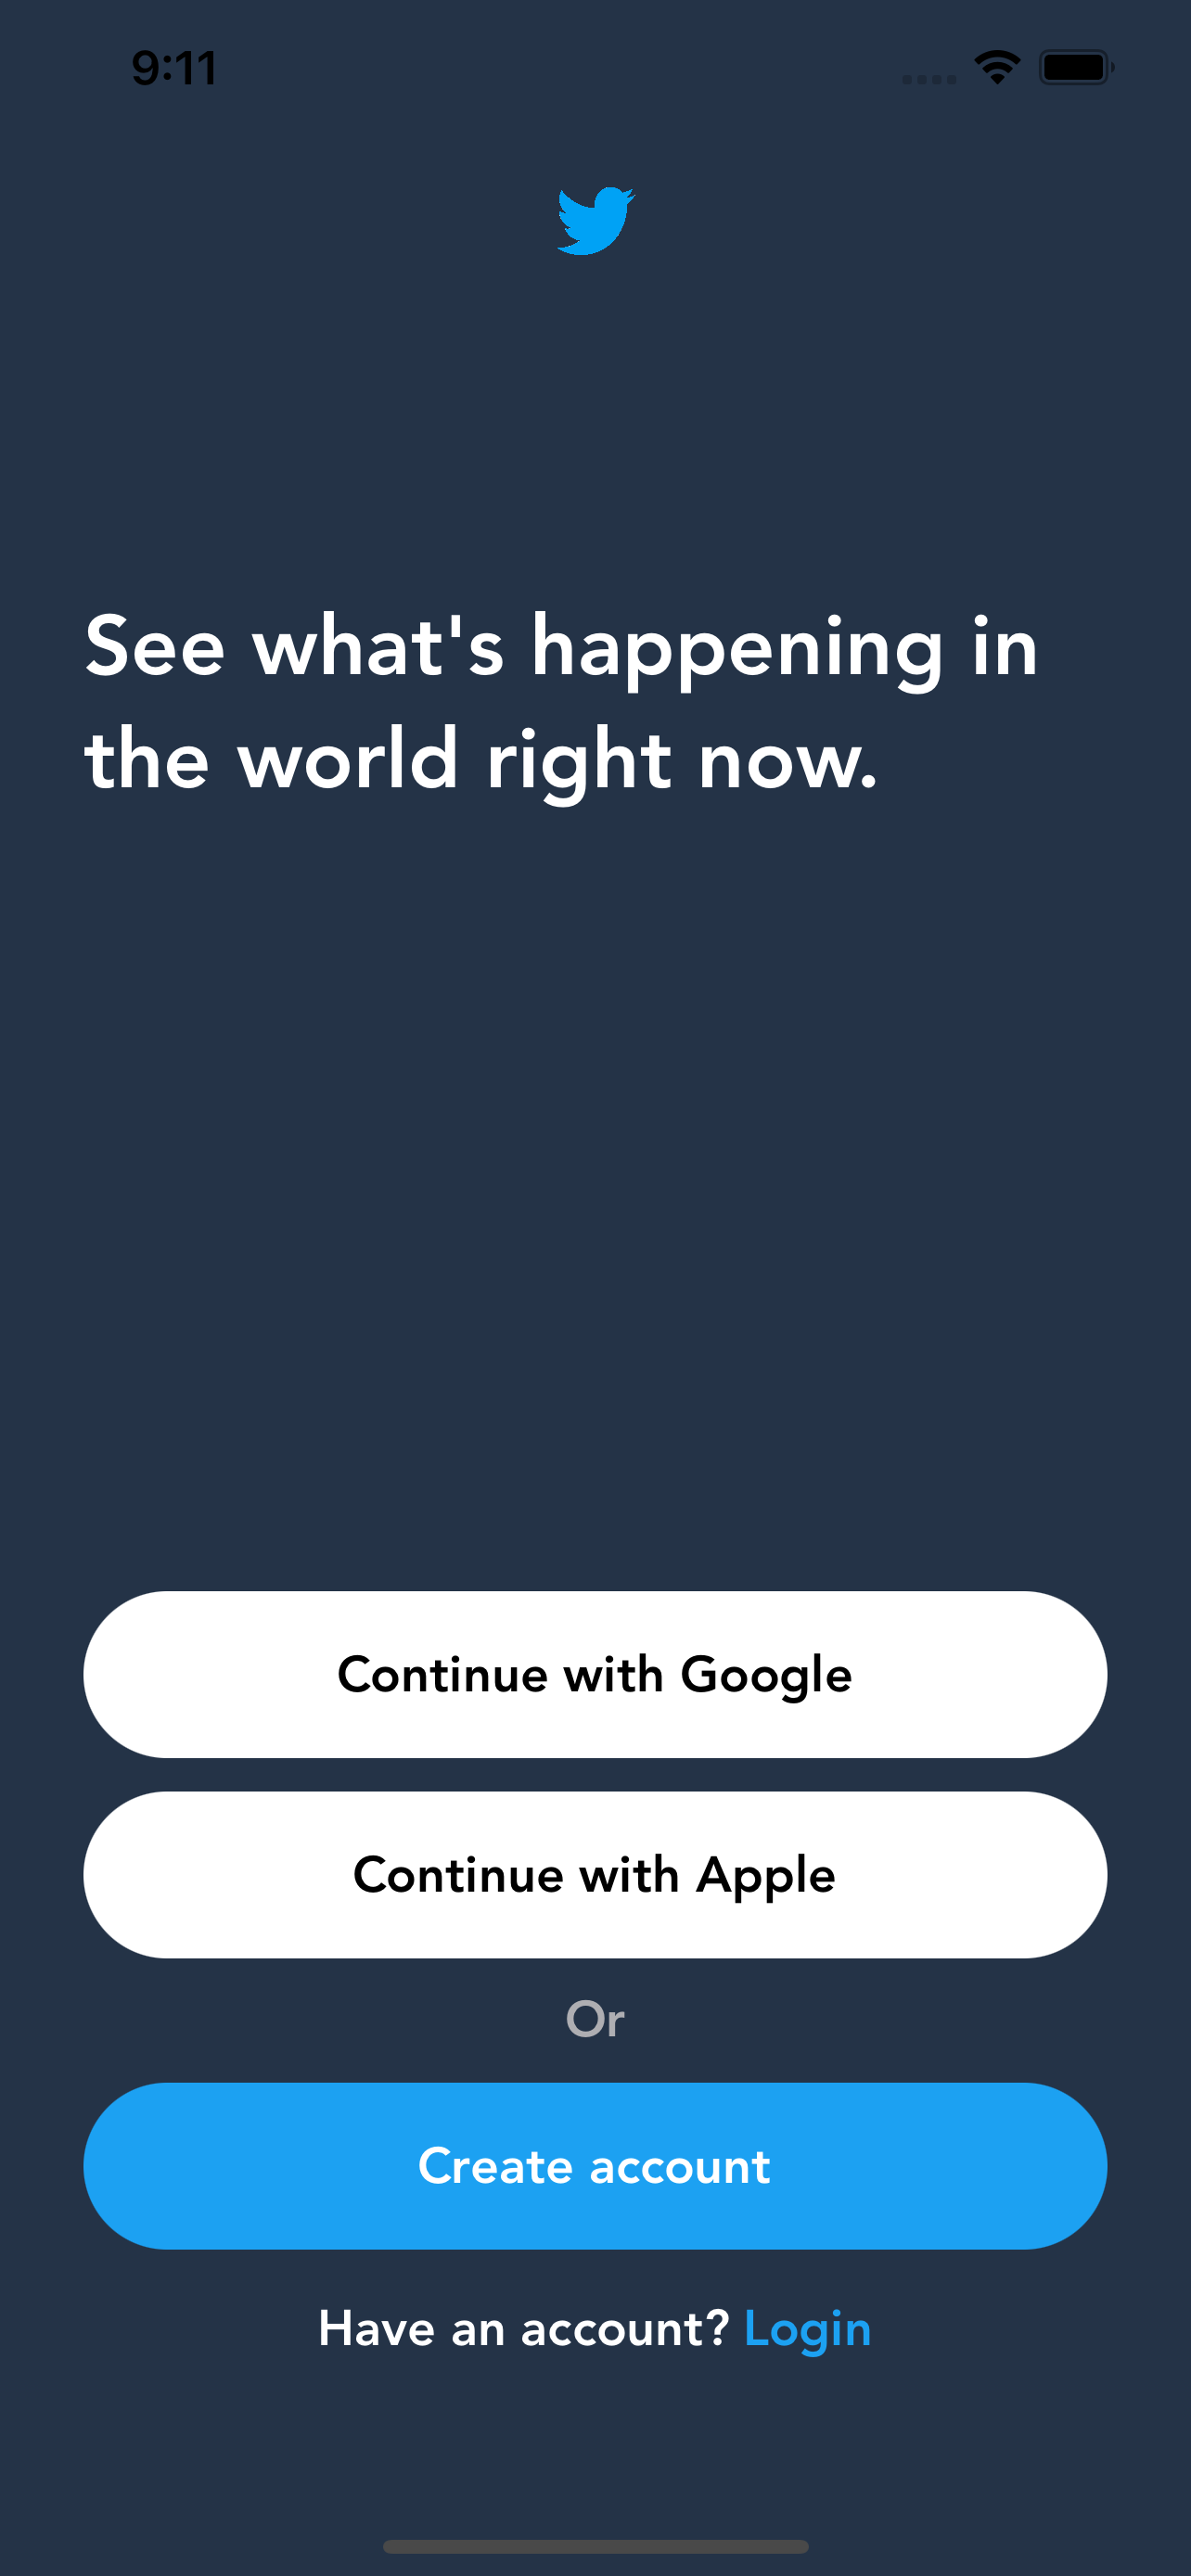 9:11
See what's happening in
the world right now.
Continue with Google
Continue with Apple
Or
Create account
Have an account? Login